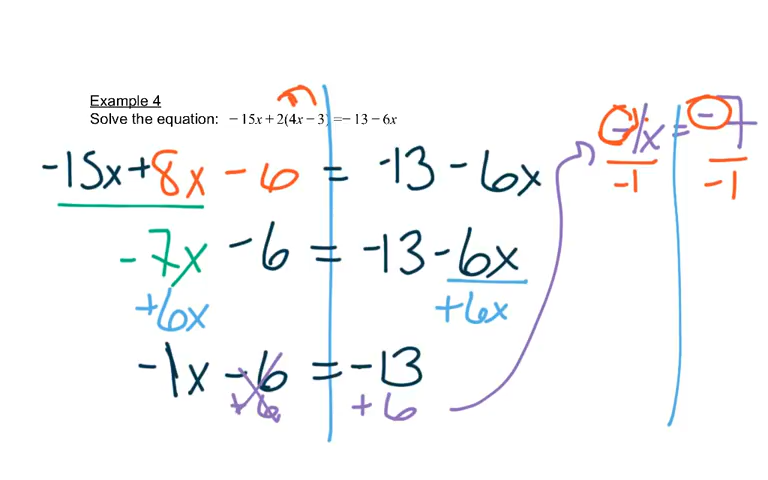 Example 4
Solve the equation: −15x + 2(4x − 3) = −13 − 6x
-15x + 8x - 6 = -13 - 6x
-7x - 6 = -13 - 6x
+6x +6x
-1x - 6 = -13
+6 +6
-1x = -7
-1 -1